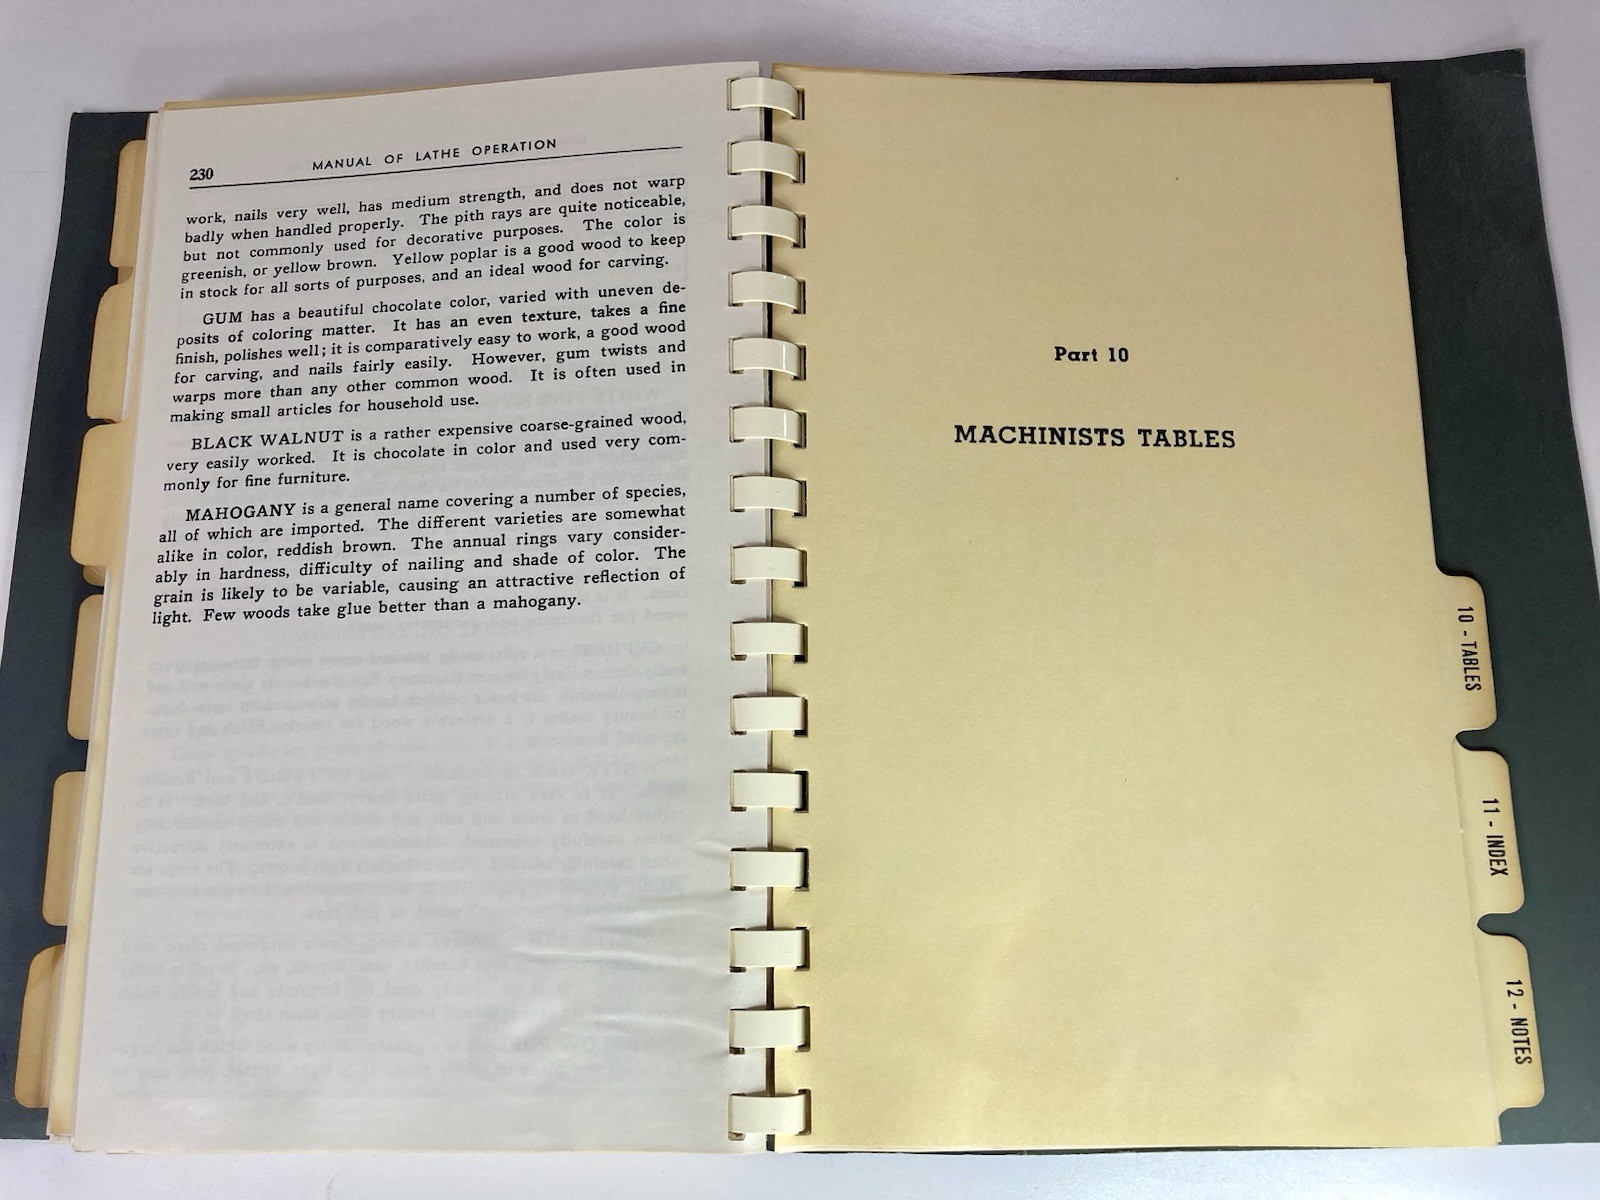 230
MANUAL OF LATHE OPERATION
work, nails very well, has medium strength, and does not warp
badly when handled properly. The pith rays are quite noticeable,
but not commonly used for decorative purposes. The color is
greenish, or yellow brown. Yellow poplar is a good wood to keep
in stock for all sorts of purposes, and an ideal wood for carving.
GUM has a beautiful chocolate color, varied with uneven de-
posits of coloring matter. It has an even texture, takes a fine
finish, polishes well; it is comparatively easy to work, a good wood
for carving, and nails fairly easily. However, gum twists and
warps more than any other common wood. It is often used in
making small articles for household use.
BLACK WALNUT is a rather expensive coarse-grained wood,
very easily worked. It is chocolate in color and used very com-
monly for fine furniture.
MAHOGANY is a general name covering a number of species,
all of which are imported. The different varieties are somewhat
alike in color, reddish brown. The annual rings vary consider-
ably in hardness, difficulty of nailing and shade of color. The
grain is likely to be variable, causing an attractive reflection of
light. Few woods take glue better than a mahogany.
Part 10
MACHINISTS TABLES
10 - TABLES
11 - INDEX
12 - NOTES